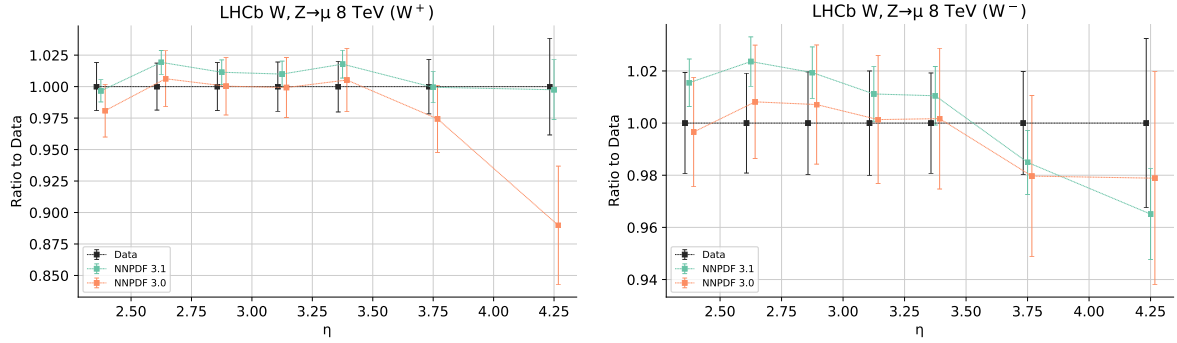 LHCb W, Z→μ 8 TeV (W⁺)
1.025
1.000
0.975
0.950
0.925
0.900
0.875
0.850
Ratio to Data
Data
NNPDF 3.1
NNPDF 3.0
2.50 2.75 3.00 3.25 3.50 3.75 4.00 4.25
η
LHCb W, Z→μ 8 TeV (W⁻)
1.02
1.00
0.98
0.96
0.94
Ratio to Data
Data
NNPDF 3.1
NNPDF 3.0
2.50 2.75 3.00 3.25 3.50 3.75 4.00 4.25
η